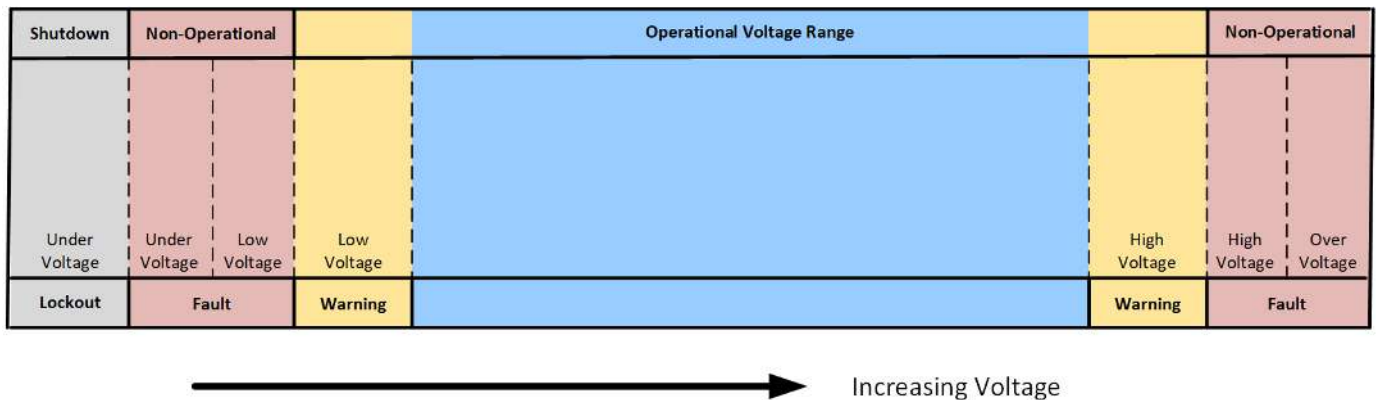 Shutdown
Non-Operational
Operational Voltage Range
Non-Operational
Under
Voltage
Under
Voltage
Low
Voltage
Low
Voltage
High
Voltage
High
Voltage
Over
Voltage
Lockout
Fault
Warning
Warning
Fault
Increasing Voltage